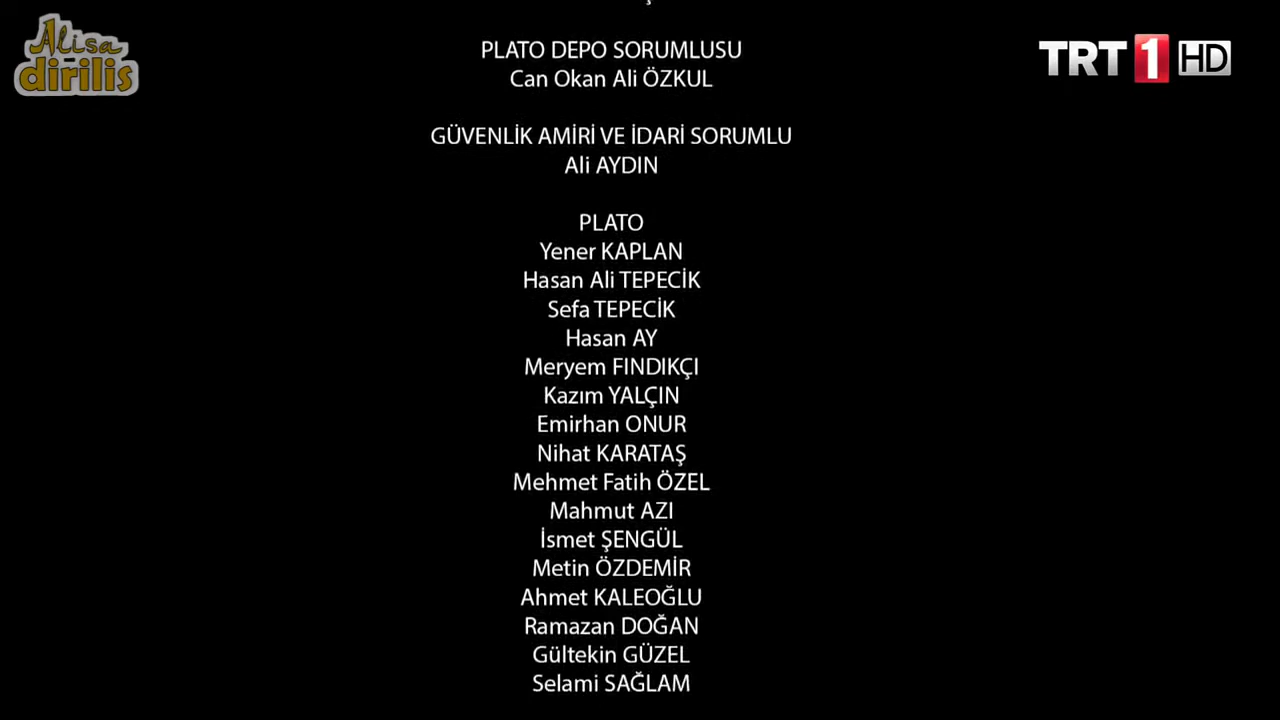 Alisa
dirilis
TRT 1 HD
PLATO DEPO SORUMLUSU
Can Okan Ali ÖZKUL
GÜVENLİK AMİRİ VE İDARİ SORUMLU
Ali AYDIN
PLATO
Yener KAPLAN
Hasan Ali TEPECİK
Sefa TEPECİK
Hasan AY
Meryem FINDIKÇI
Kazım YALÇIN
Emirhan ONUR
Nihat KARATAŞ
Mehmet Fatih ÖZEL
Mahmut AZI
İsmet ŞENGÜL
Metin ÖZDEMİR
Ahmet KALEOĞLU
Ramazan DOĞAN
Gültekin GÜZEL
Selami SAĞLAM